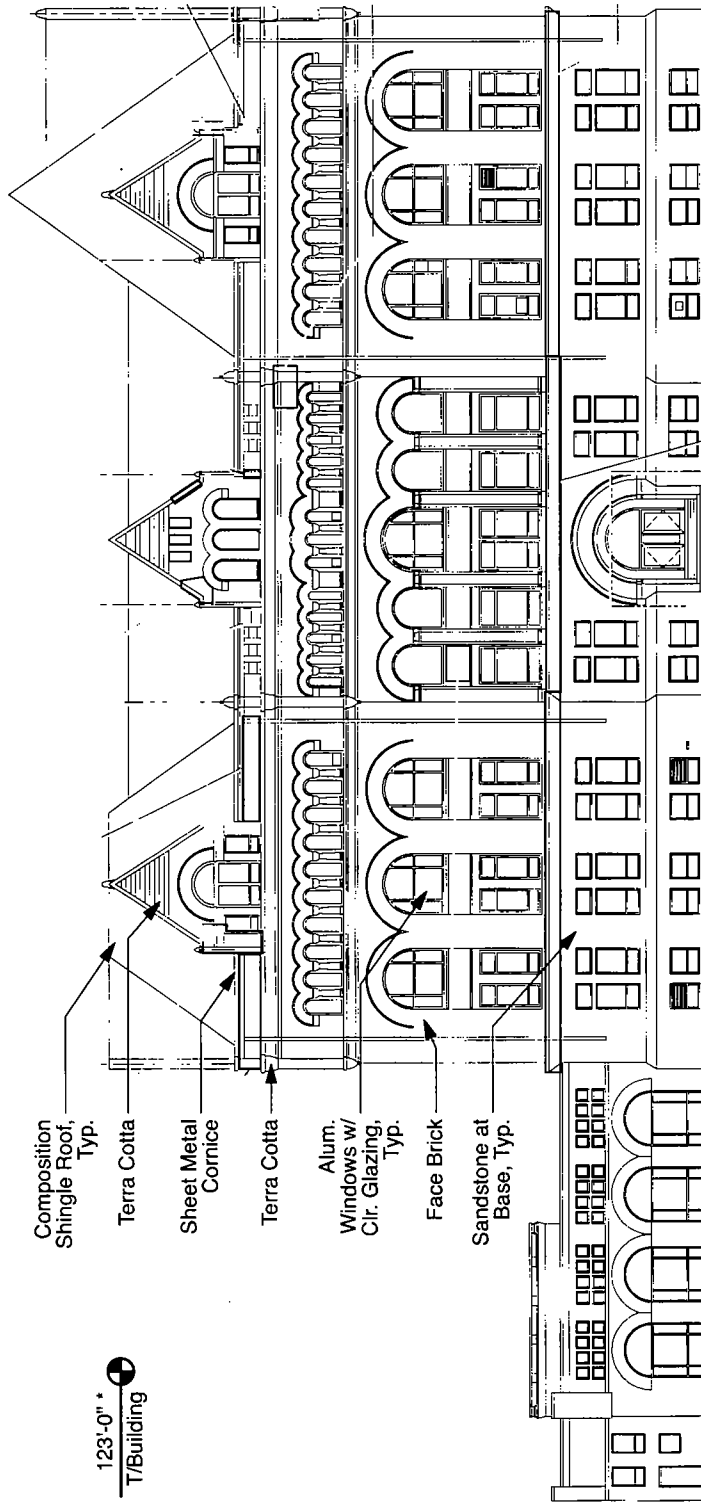 123'-0" *
T/Building
Composition
Shingle Roof,
Typ.
Terra Cotta
Sheet Metal
Cornice
Terra Cotta
Alum.
Windows w/
Clr. Glazing,
Typ.
Face Brick
Sandstone at
Base, Typ.